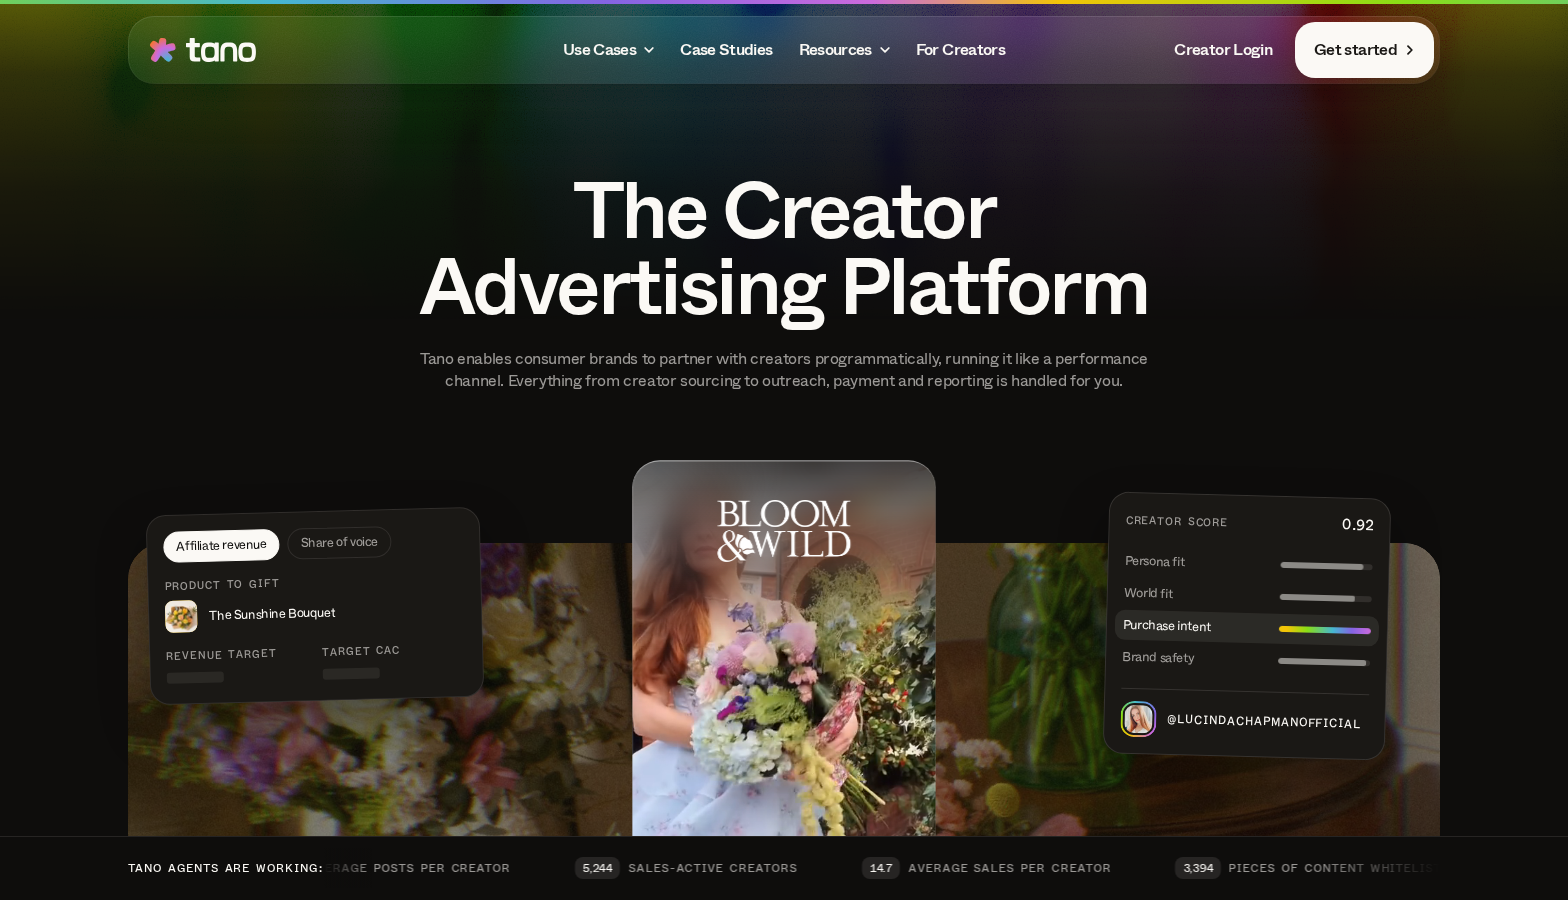 tano
Use Cases
Case Studies
Resources
For Creators
Creator Login
Get started
The Creator
Advertising Platform
Tano enables consumer brands to partner with creators programmatically, running it like a performance
channel. Everything from creator sourcing to outreach, payment and reporting is handled for you.
Affiliate revenue
Share of voice
PRODUCT TO GIFT
The Sunshine Bouquet
REVENUE TARGET
TARGET CAC
BLOOM
&WILD
CREATOR SCORE
0.92
Persona fit
World fit
Purchase intent
Brand safety
@LUCINDACHAPMANOFFICIAL
TANO AGENTS ARE WORKING:
POSTS PER CREATOR
5,244 SALES-ACTIVE CREATORS
14.7 AVERAGE SALES PER CREATOR
3,394 PIECES OF CONTENT